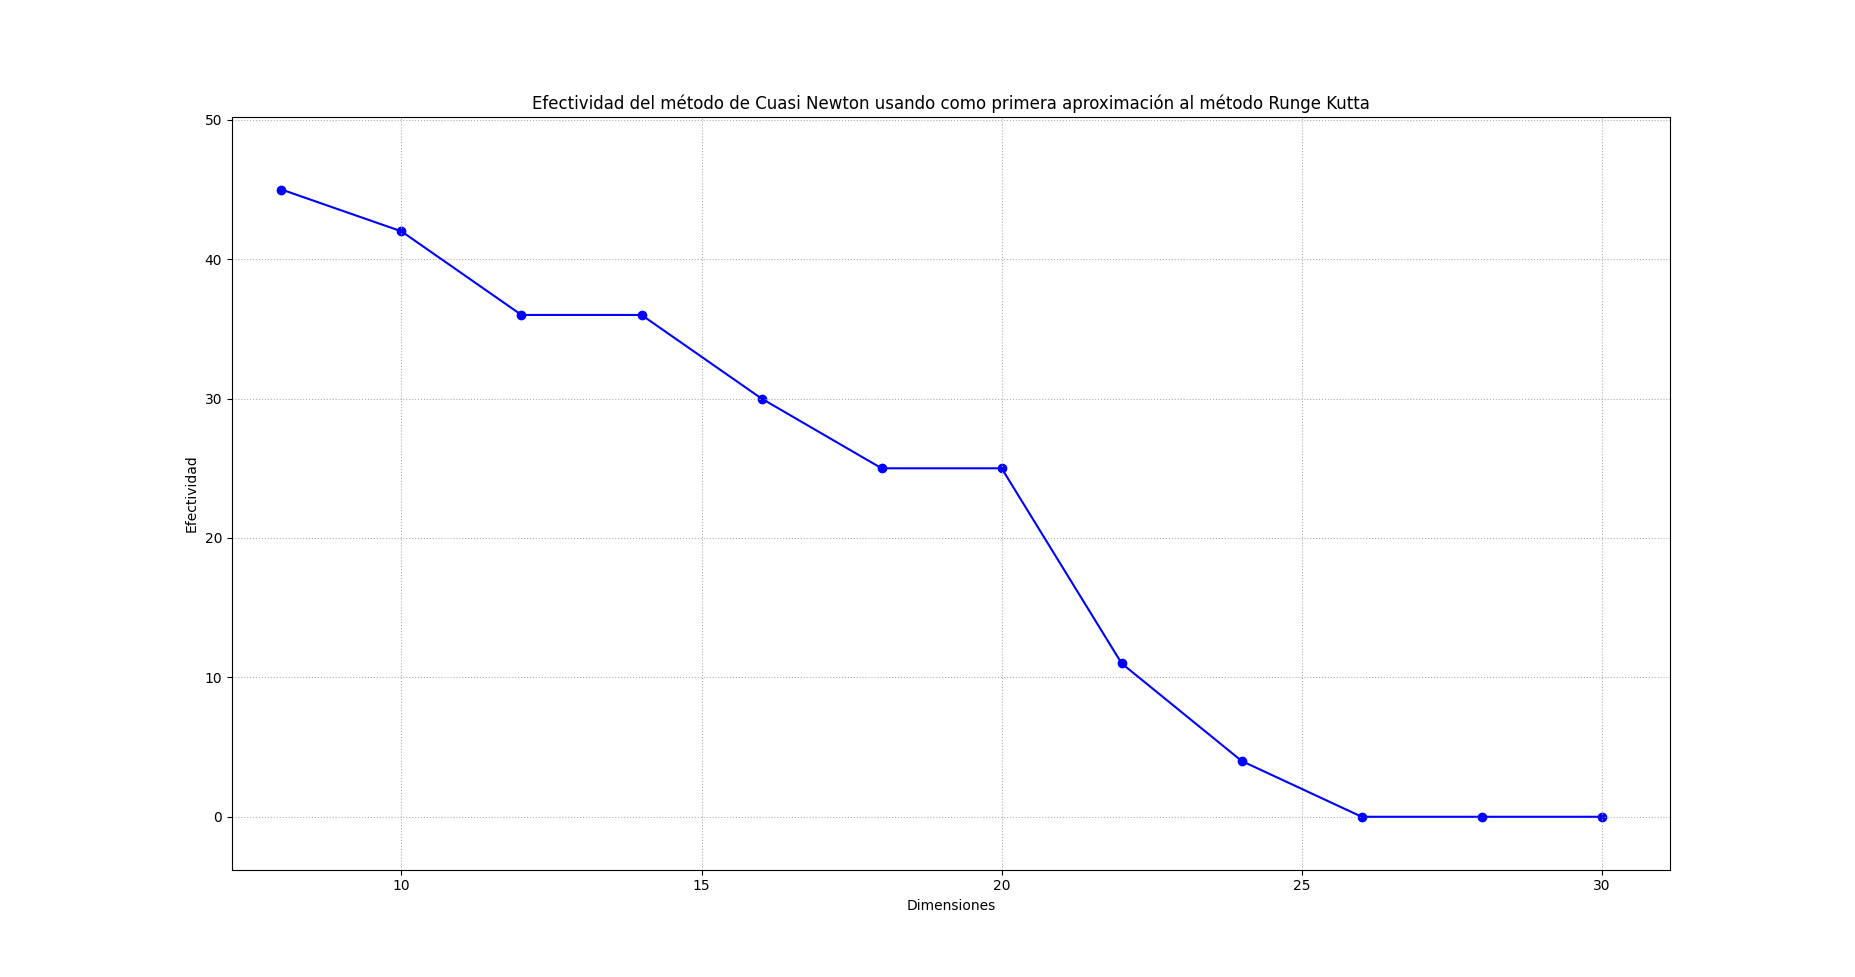 Efectividad del método de Cuasi Newton usando como primera aproximación al método Runge Kutta
50
40
30
20
10
0
Efectividad
10 15 20 25 30
Dimensiones